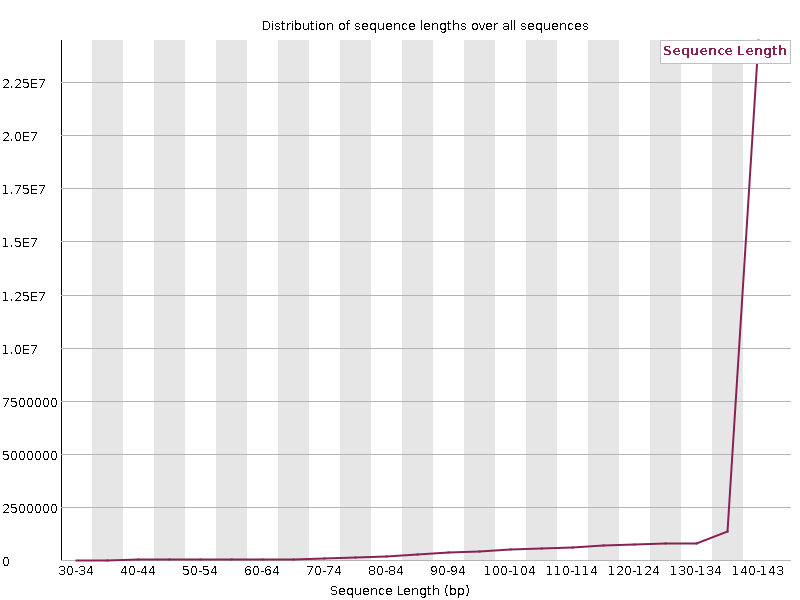 Distribution of sequence lengths over all sequences
Sequence Length
2.25E7
2.0E7
1.75E7
1.5E7
1.25E7
1.0E7
7500000
5000000
2500000
0
30-34 40-44 50-54 60-64 70-74 80-84 90-94 100-104 110-114 120-124 130-134 140-143
Sequence Length (bp)